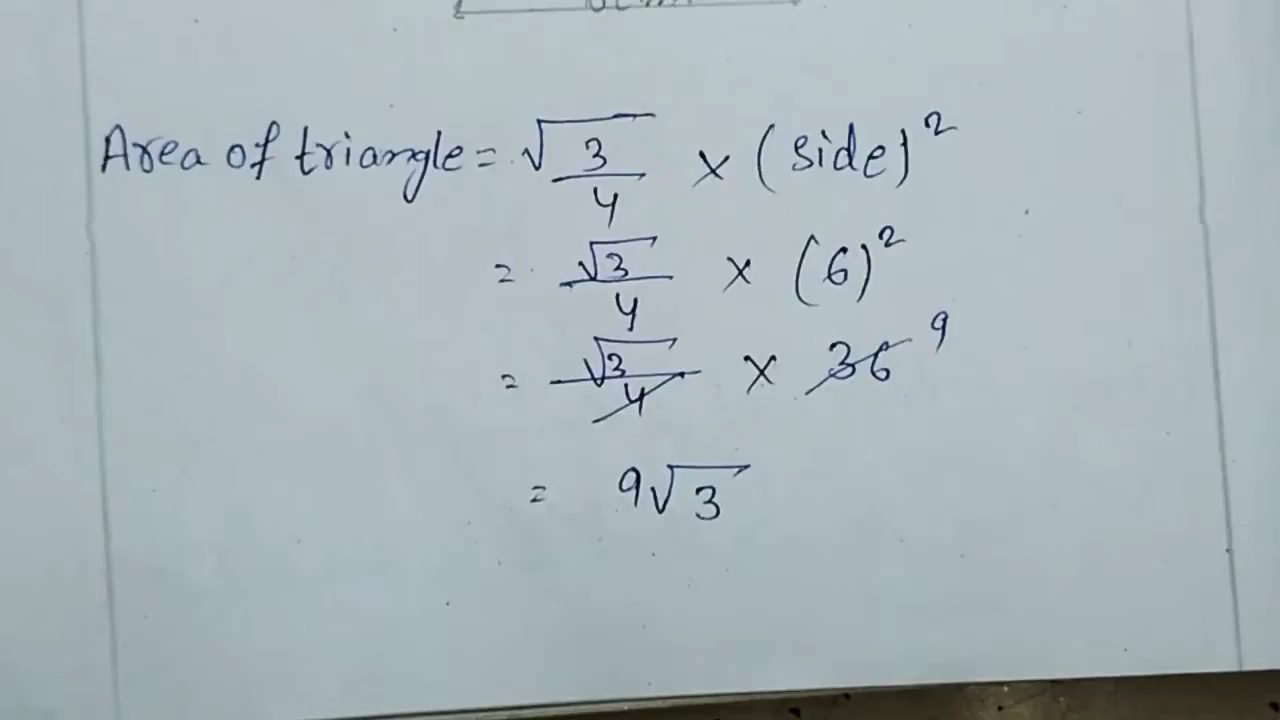 Area of triangle = √3/4 × (side)²
= √3/4 × (6)²
= √3/4 × 36 9
= 9√3